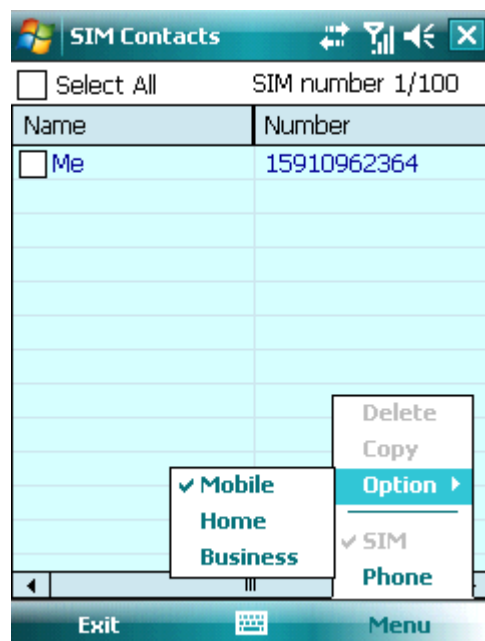 SIM Contacts
Select All SIM number 1/100
Name Number
Me 15910962364
Delete
Copy
Option
Mobile
Home
Business
SIM
Phone
Exit Menu